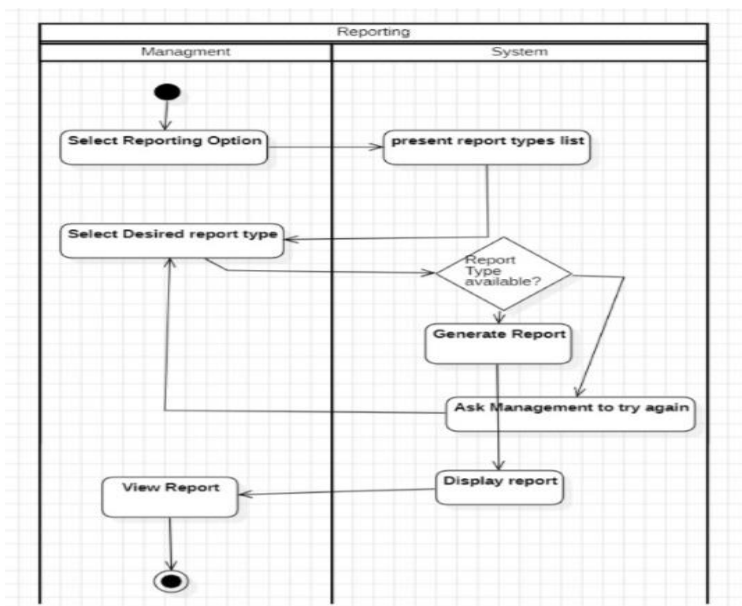 Reporting
Managment
System
Select Reporting Option
present report types list
Select Desired report type
Report
Type
available?
Generate Report
Ask Management to try again
View Report
Display report